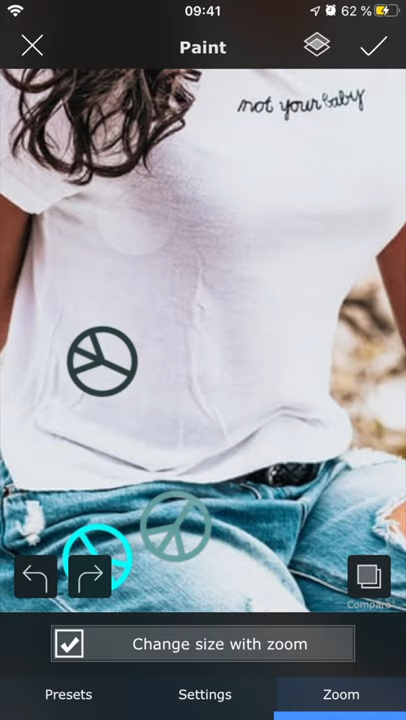 09:41
62 %
Paint
not your baby
Compare
Change size with zoom
Presets
Settings
Zoom